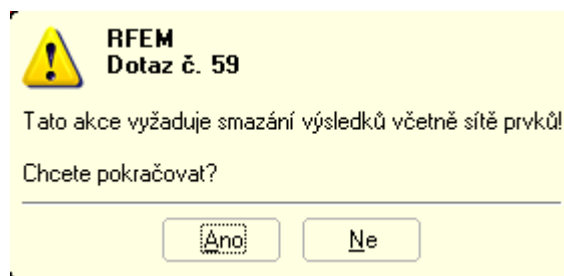 RFEM
Dotaz č. 59
Tato akce vyžaduje smazání výsledků včetně sítě prvků!
Chcete pokračovat?
Ano
Ne